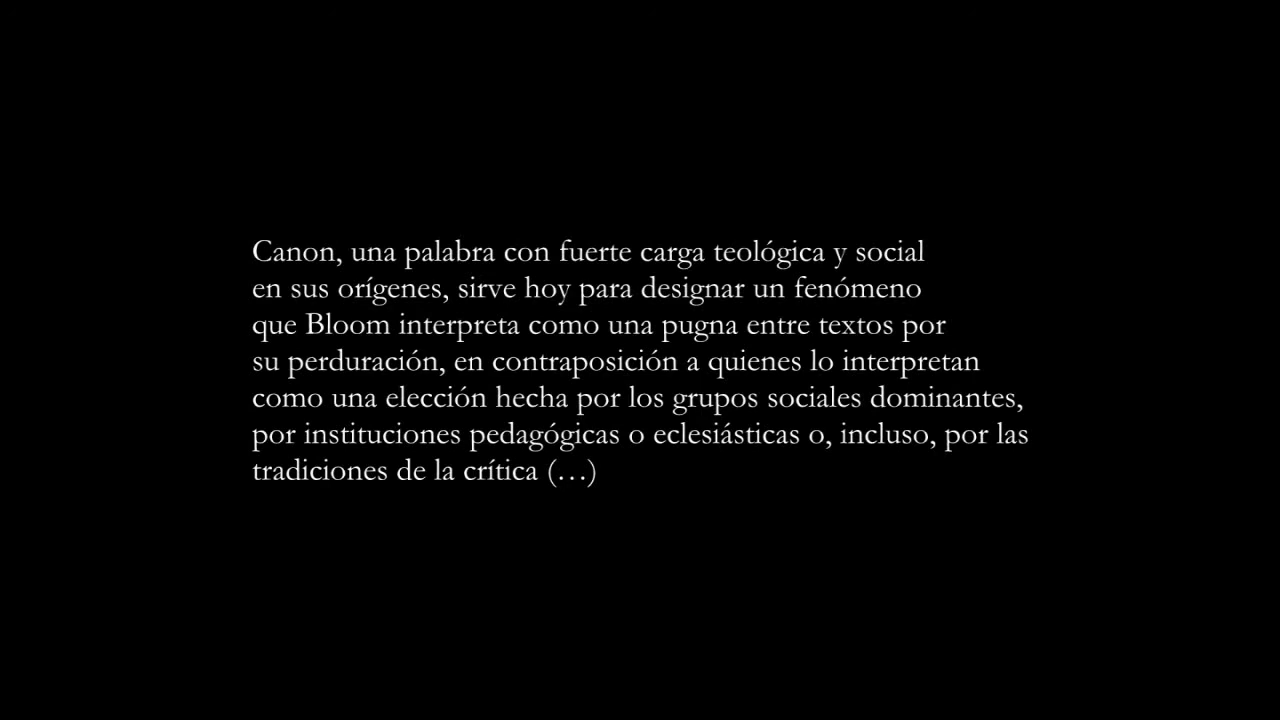 Canon, una palabra con fuerte carga teológica y social
en sus orígenes, sirve hoy para designar un fenómeno
que Bloom interpreta como una pugna entre textos por
su perduración, en contraposición a quienes lo interpretan
como una elección hecha por los grupos sociales dominantes,
por instituciones pedagógicas o eclesiásticas o, incluso, por las
tradiciones de la crítica (…)